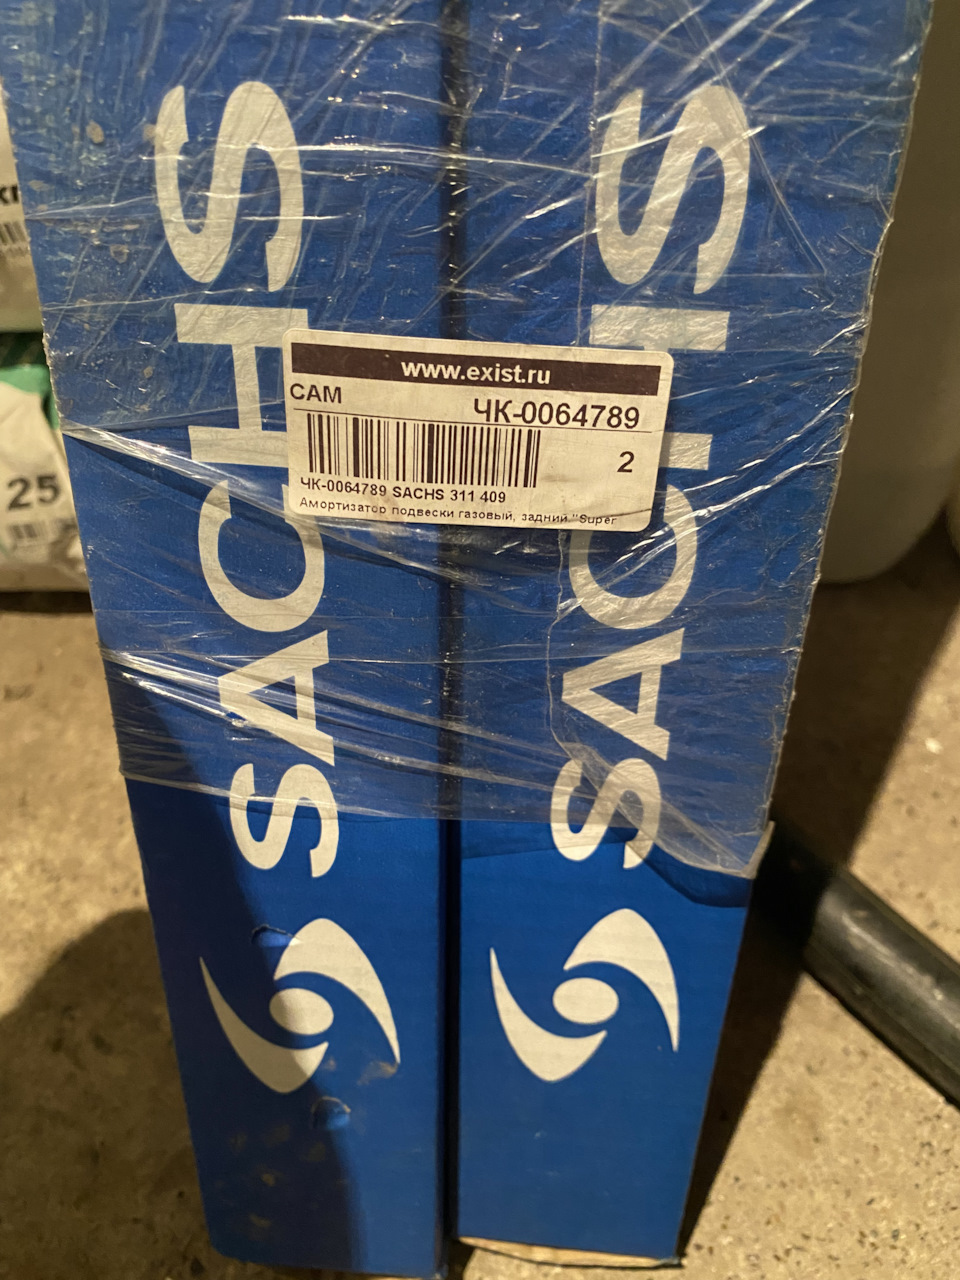 SACHS
SACHS
www.exist.ru
САМ
ЧК-0064789
2
ЧК-0064789 SACHS 311 409
Амортизатор подвески газовый, задний "Super
25